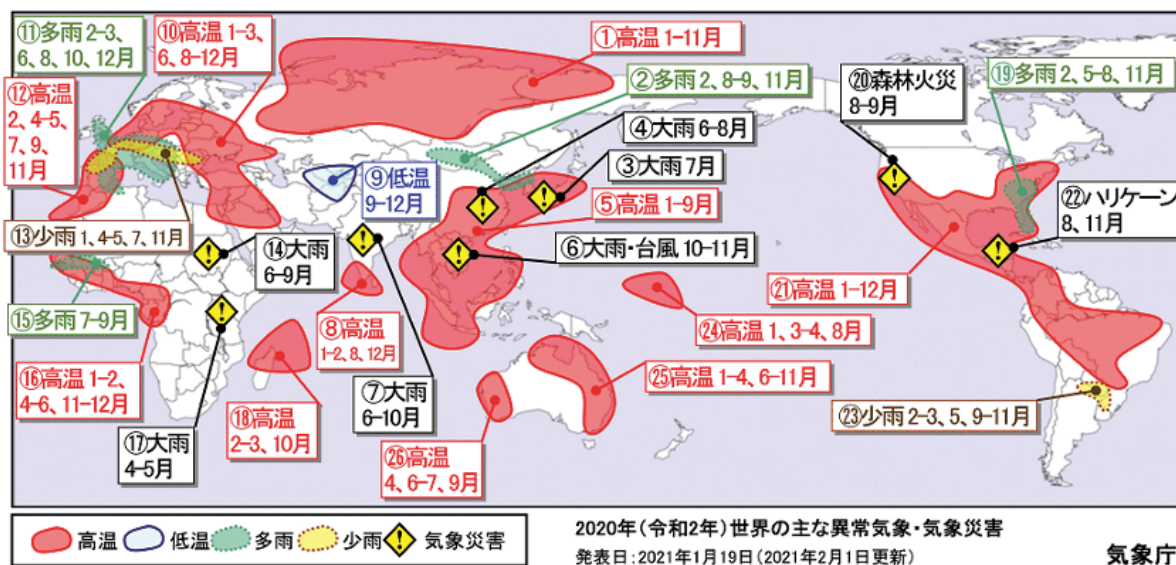 ⑪多雨 2–3、
6、8、10、12月
⑩高温 1–3、
6、8–12月
①高温 1–11月
②多雨 2、8–9、11月
⑳森林火災
8–9月
⑲多雨 2、5–8、11月
⑫高温
2、4–5、
7、9、
11月
④大雨 6–8月
③大雨 7月
⑨低温
9–12月
⑤高温 1–9月
㉒ハリケーン
8、11月
⑬少雨 1、4–5、7、11月
⑭大雨
6–9月
⑥大雨・台風 10–11月
㉑高温 1–12月
⑮多雨 7–9月
⑧高温
1–2、8、12月
㉔高温 1、3–4、8月
⑯高温 1–2、
4–6、11–12月
⑱高温
2–3、10月
⑦大雨
6–10月
㉕高温 1–4、6–11月
㉓少雨 2–3、5、9–11月
⑰大雨
4–5月
㉖高温
4、6–7、9月
高温 低温 多雨 少雨 気象災害
2020年(令和2年)世界の主な異常気象・気象災害
発表日：2021年1月19日(2021年2月1日更新)
気象庁